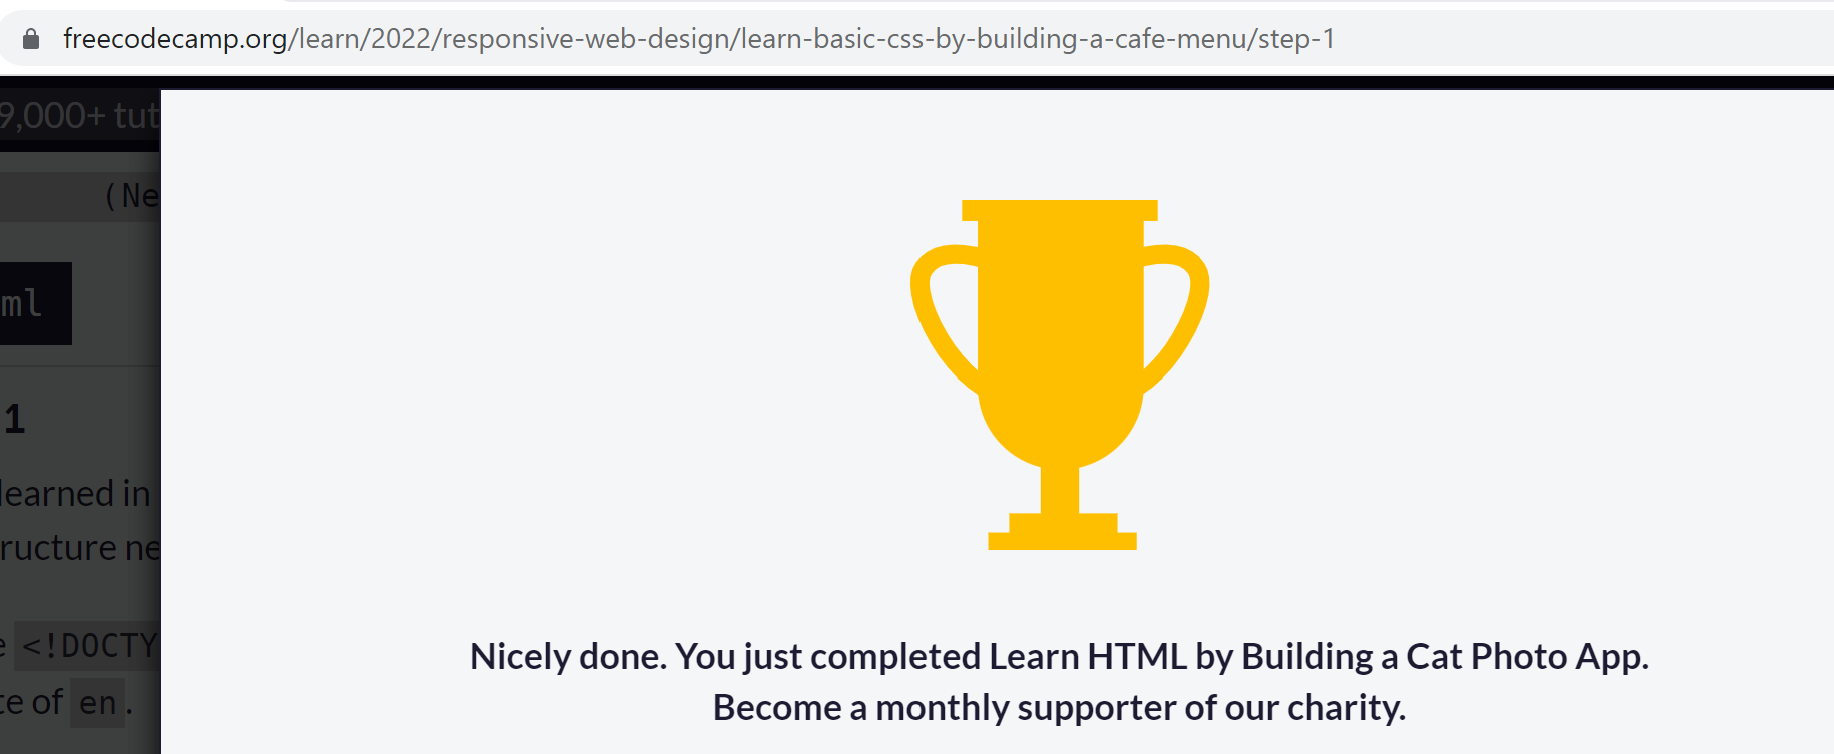 freecodecamp.org/learn/2022/responsive-web-design/learn-basic-css-by-building-a-cafe-menu/step-1
9,000+ tut
(Ne
ml
1
learned in
ructure ne
e <!DOCTY
te of en.
Nicely done. You just completed Learn HTML by Building a Cat Photo App.
Become a monthly supporter of our charity.